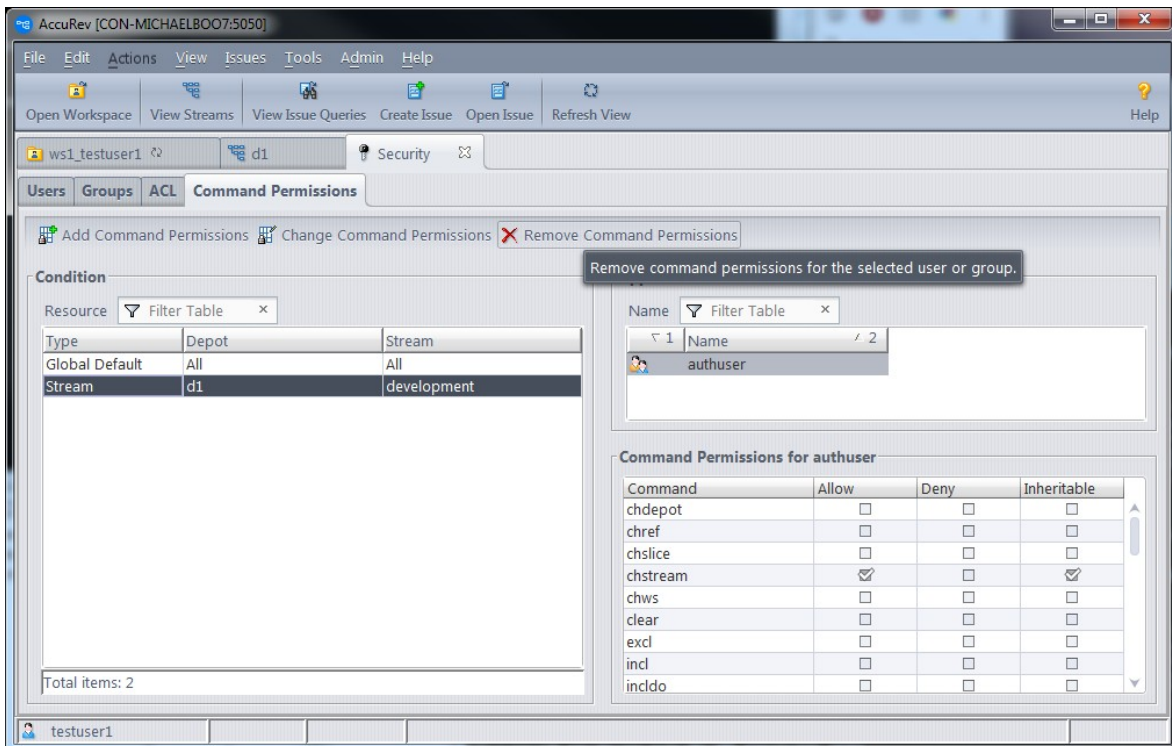 AccuRev [CON-MICHAELBOO7:5050]
File Edit Actions View Issues Tools Admin Help
Open Workspace View Streams View Issue Queries Create Issue Open Issue Refresh View Help
ws1_testuser1 d1 Security
Users Groups ACL Command Permissions
Add Command Permissions Change Command Permissions Remove Command Permissions
Remove command permissions for the selected user or group.
Condition
Resource Filter Table
Type Depot Stream
Global Default All All
Stream d1 development
Total items: 2
Name Filter Table
1 Name 2
authuser
Command Permissions for authuser
Command Allow Deny Inheritable
chdepot
chref
chslice
chstream
chws
clear
excl
incl
incldo
testuser1